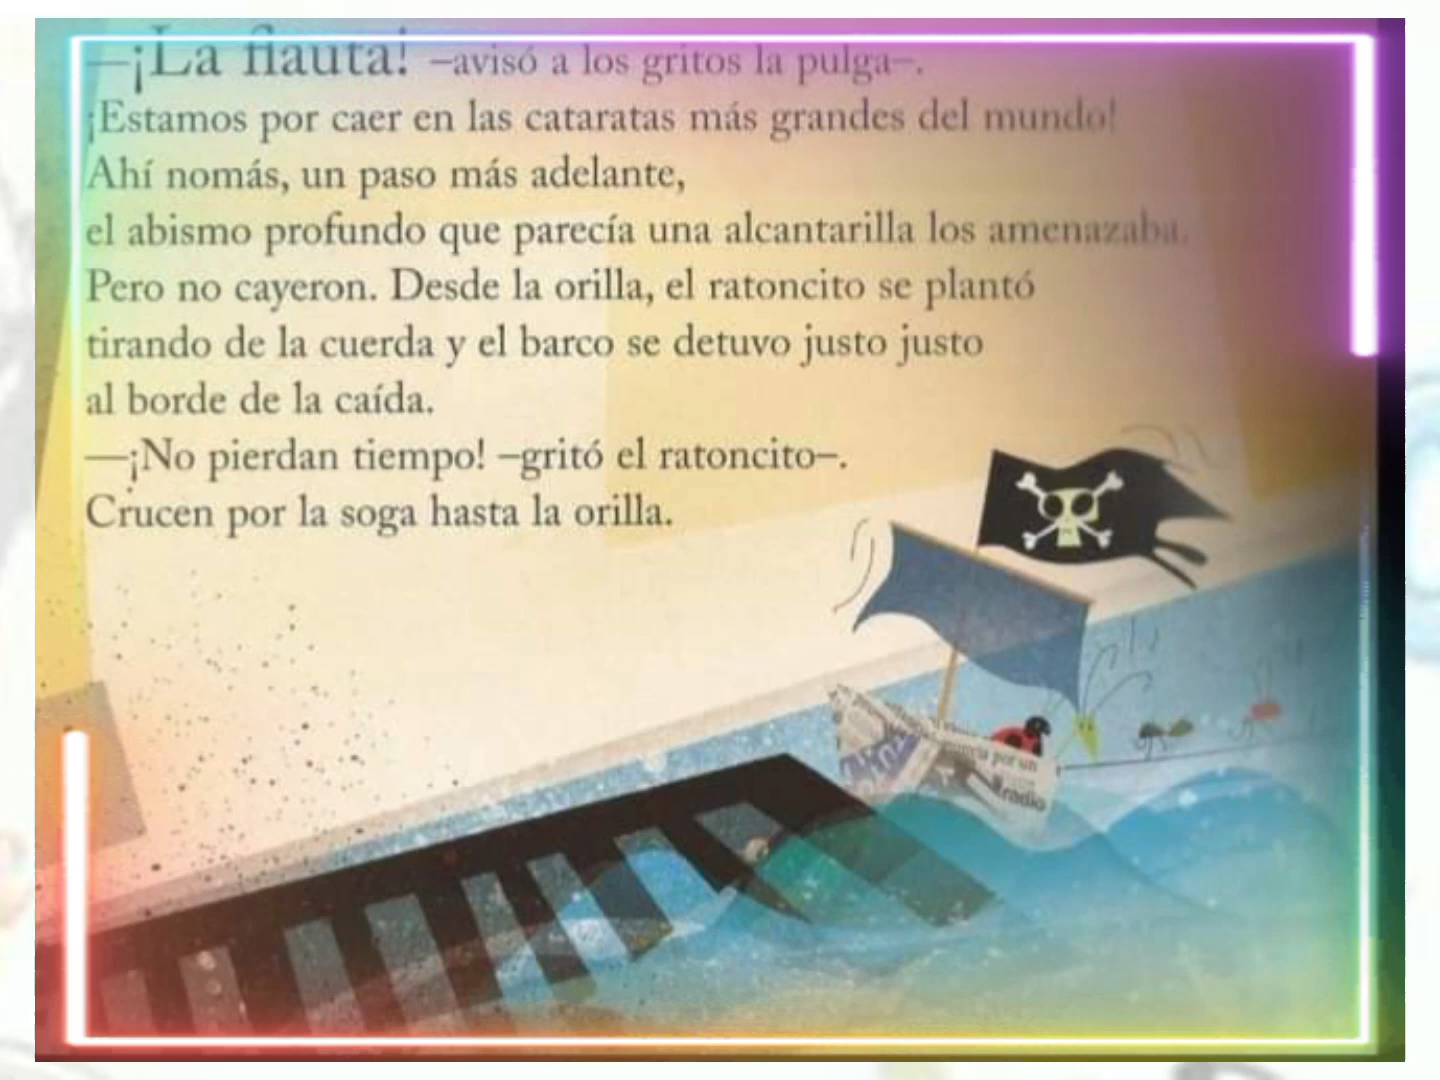 —¡La flauta! –avisó a los gritos la pulga–.
¡Estamos por caer en las cataratas más grandes del mundo!
Ahí nomás, un paso más adelante,
el abismo profundo que parecía una alcantarilla los amenazaba.
Pero no cayeron. Desde la orilla, el ratoncito se plantó
tirando de la cuerda y el barco se detuvo justo justo
al borde de la caída.
—¡No pierdan tiempo! –gritó el ratoncito–.
Crucen por la soga hasta la orilla.
por un
radio